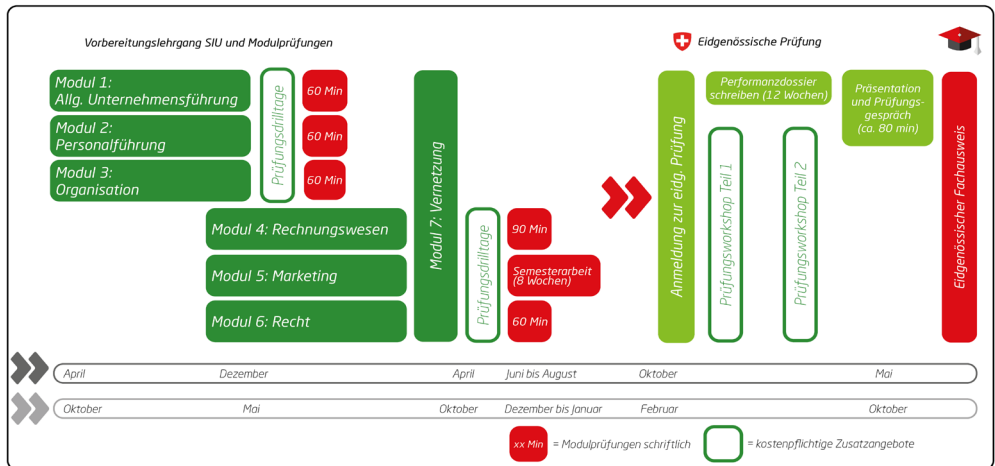 Vorbereitungslehrgang SIU und Modulprüfungen
Eidgenössische Prüfung
Modul 1:
Allg. Unternehmensführung
Modul 2:
Personalführung
Modul 3:
Organisation
Prüfungsdrilltage
60 Min
60 Min
60 Min
Modul 4: Rechnungswesen
Modul 5: Marketing
Modul 6: Recht
Modul 7: Vernetzung
Prüfungsdrilltage
90 Min
Semesterarbeit
(8 Wochen)
60 Min
Anmeldung zur eidg. Prüfung
Performanzdossier
schreiben (12 Wochen)
Prüfungsworkshop Teil 1
Prüfungsworkshop Teil 2
Präsentation
und Prüfungs-
gespräch
(ca. 80 min)
Eidgenössischer Fachausweis
April Dezember April Juni bis August Oktober Mai
Oktober Mai Oktober Dezember bis Januar Februar Oktober
xx Min = Modulprüfungen schriftlich
= kostenpflichtige Zusatzangebote